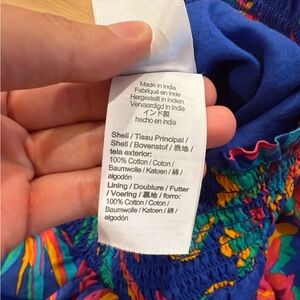 Made in India
Fabriqué en Inde
Hergestellt in Indien
Vervaardigd in India
インド製
hecho en India
Shell / Tissu Principal /
Shell / Bovenstof / 表地 /
tela exterior:
100% Cotton / Coton /
Baumwolle / Katoen / 綿 /
algodón
Lining / Doublure / Futter
/ Voering / 裏地 / forro:
100% Cotton / Coton /
Baumwolle / Katoen / 綿 /
algodón